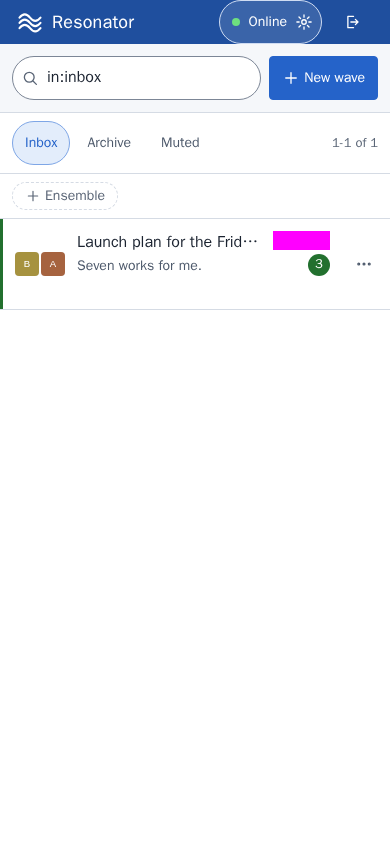 Resonator
Online
in:inbox
New wave
Inbox
Archive
Muted
1-1 of 1
Ensemble
Launch plan for the Frid…
B
A
Seven works for me.
3